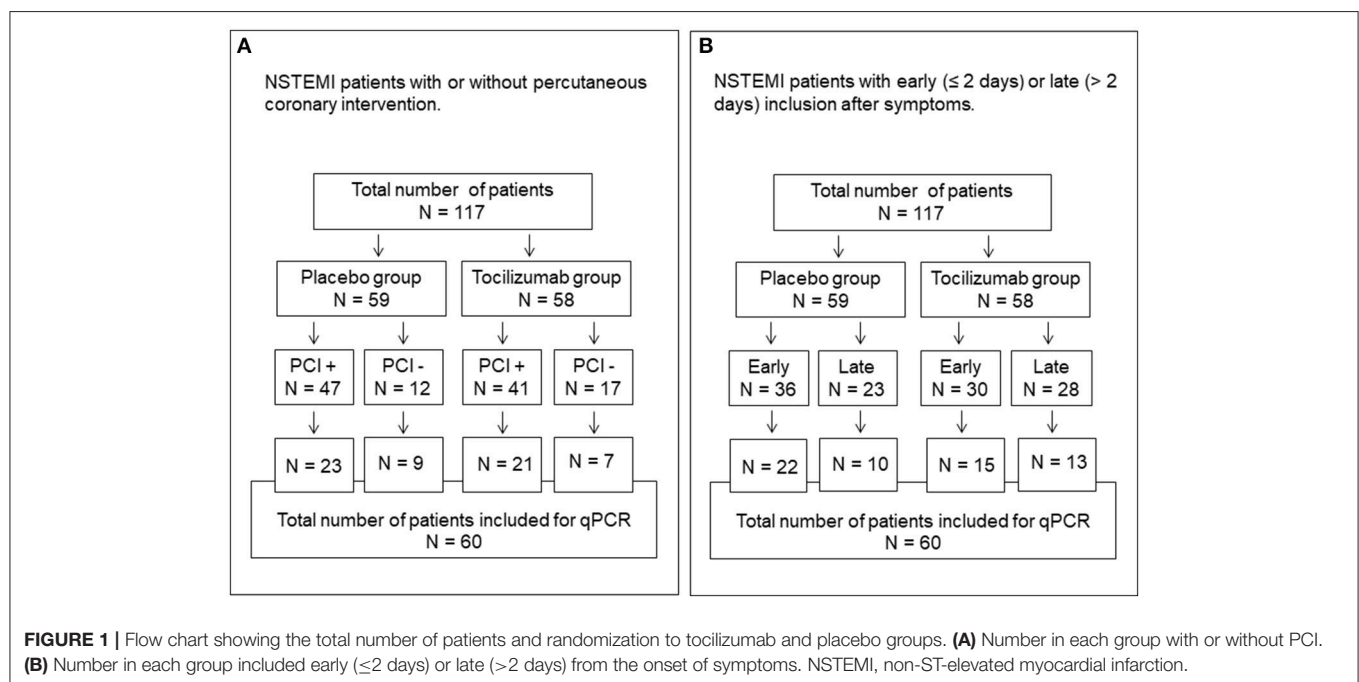 A
NSTEMI patients with or without percutaneous
coronary intervention.
Total number of patients
N = 117
Placebo group
N = 59
Tocilizumab group
N = 58
PCI +
N = 47
PCI -
N = 12
PCI +
N = 41
PCI -
N = 17
N = 23
N = 9
N = 21
N = 7
Total number of patients included for qPCR
N = 60
B
NSTEMI patients with early (≤ 2 days) or late (> 2
days) inclusion after symptoms.
Total number of patients
N = 117
Placebo group
N = 59
Tocilizumab group
N = 58
Early
N = 36
Late
N = 23
Early
N = 30
Late
N = 28
N = 22
N = 10
N = 15
N = 13
Total number of patients included for qPCR
N = 60
FIGURE 1 | Flow chart showing the total number of patients and randomization to tocilizumab and placebo groups. (A) Number in each group with or without PCI.
(B) Number in each group included early (≤2 days) or late (>2 days) from the onset of symptoms. NSTEMI, non-ST-elevated myocardial infarction.